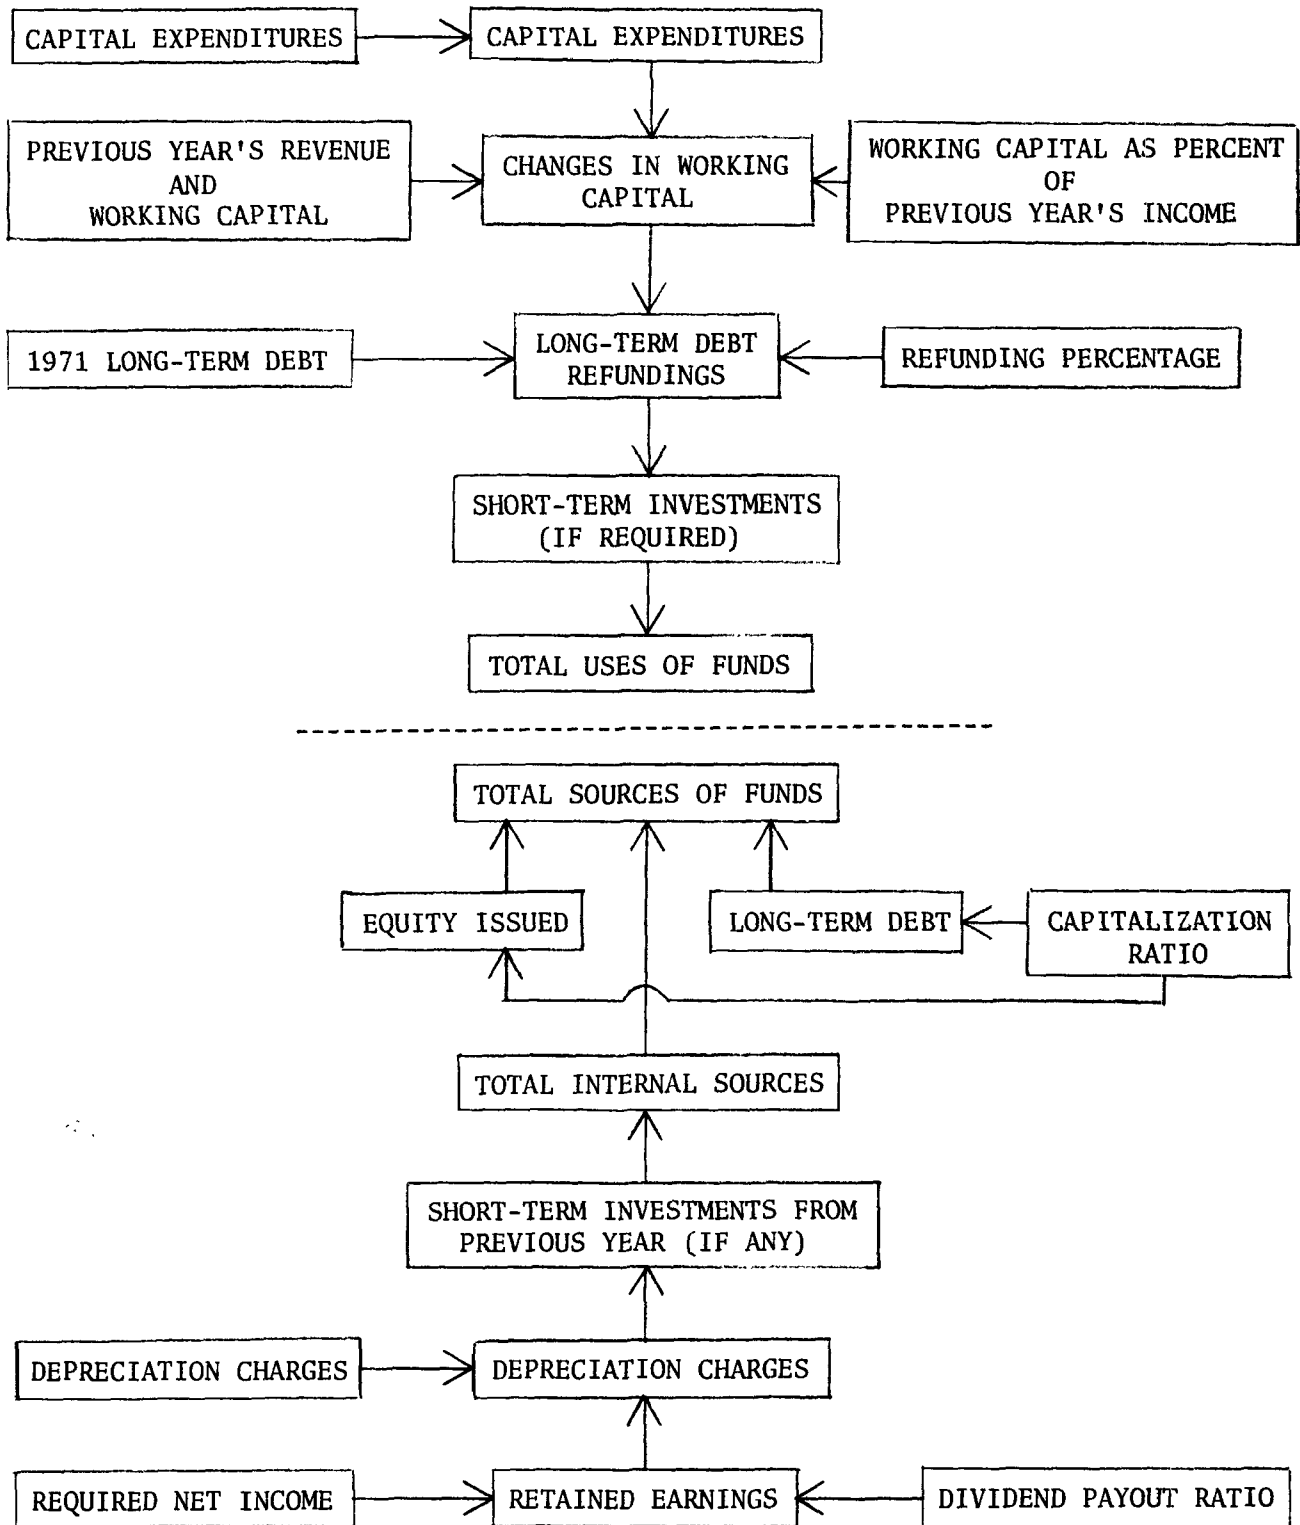 CAPITAL EXPENDITURES
CAPITAL EXPENDITURES
PREVIOUS YEAR'S REVENUE
AND
WORKING CAPITAL
CHANGES IN WORKING
CAPITAL
WORKING CAPITAL AS PERCENT
OF
PREVIOUS YEAR'S INCOME
1971 LONG-TERM DEBT
LONG-TERM DEBT
REFUNDINGS
REFUNDING PERCENTAGE
SHORT-TERM INVESTMENTS
(IF REQUIRED)
TOTAL USES OF FUNDS
TOTAL SOURCES OF FUNDS
EQUITY ISSUED
LONG-TERM DEBT
CAPITALIZATION
RATIO
TOTAL INTERNAL SOURCES
SHORT-TERM INVESTMENTS FROM
PREVIOUS YEAR (IF ANY)
DEPRECIATION CHARGES
DEPRECIATION CHARGES
REQUIRED NET INCOME
RETAINED EARNINGS
DIVIDEND PAYOUT RATIO